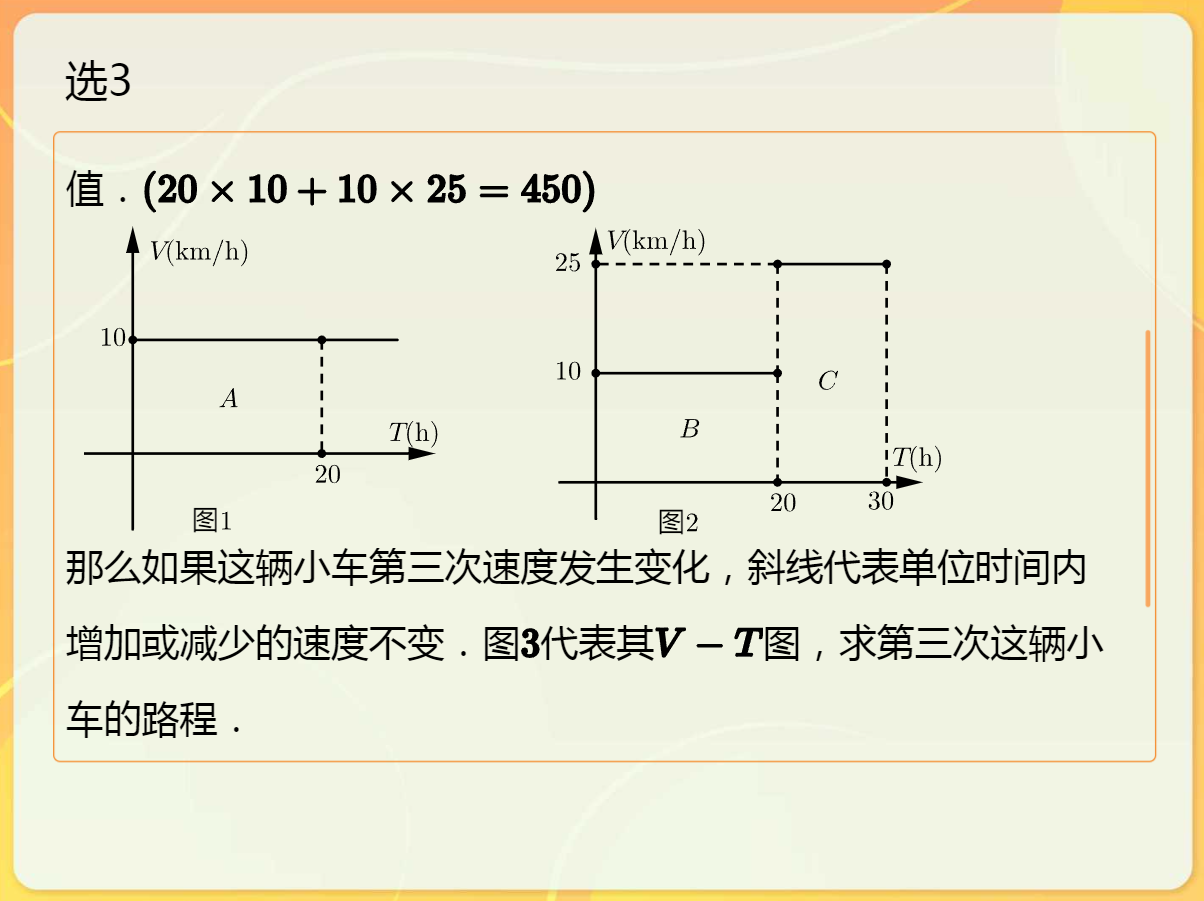 选3
值．(20 × 10 + 10 × 25 = 450)
V(km/h)
10
A
T(h)
20
图1
V(km/h)
25
10
C
B
T(h)
20
30
图2
那么如果这辆小车第三次速度发生变化，斜线代表单位时间内
增加或减少的速度不变．图3代表其V − T图，求第三次这辆小
车的路程．